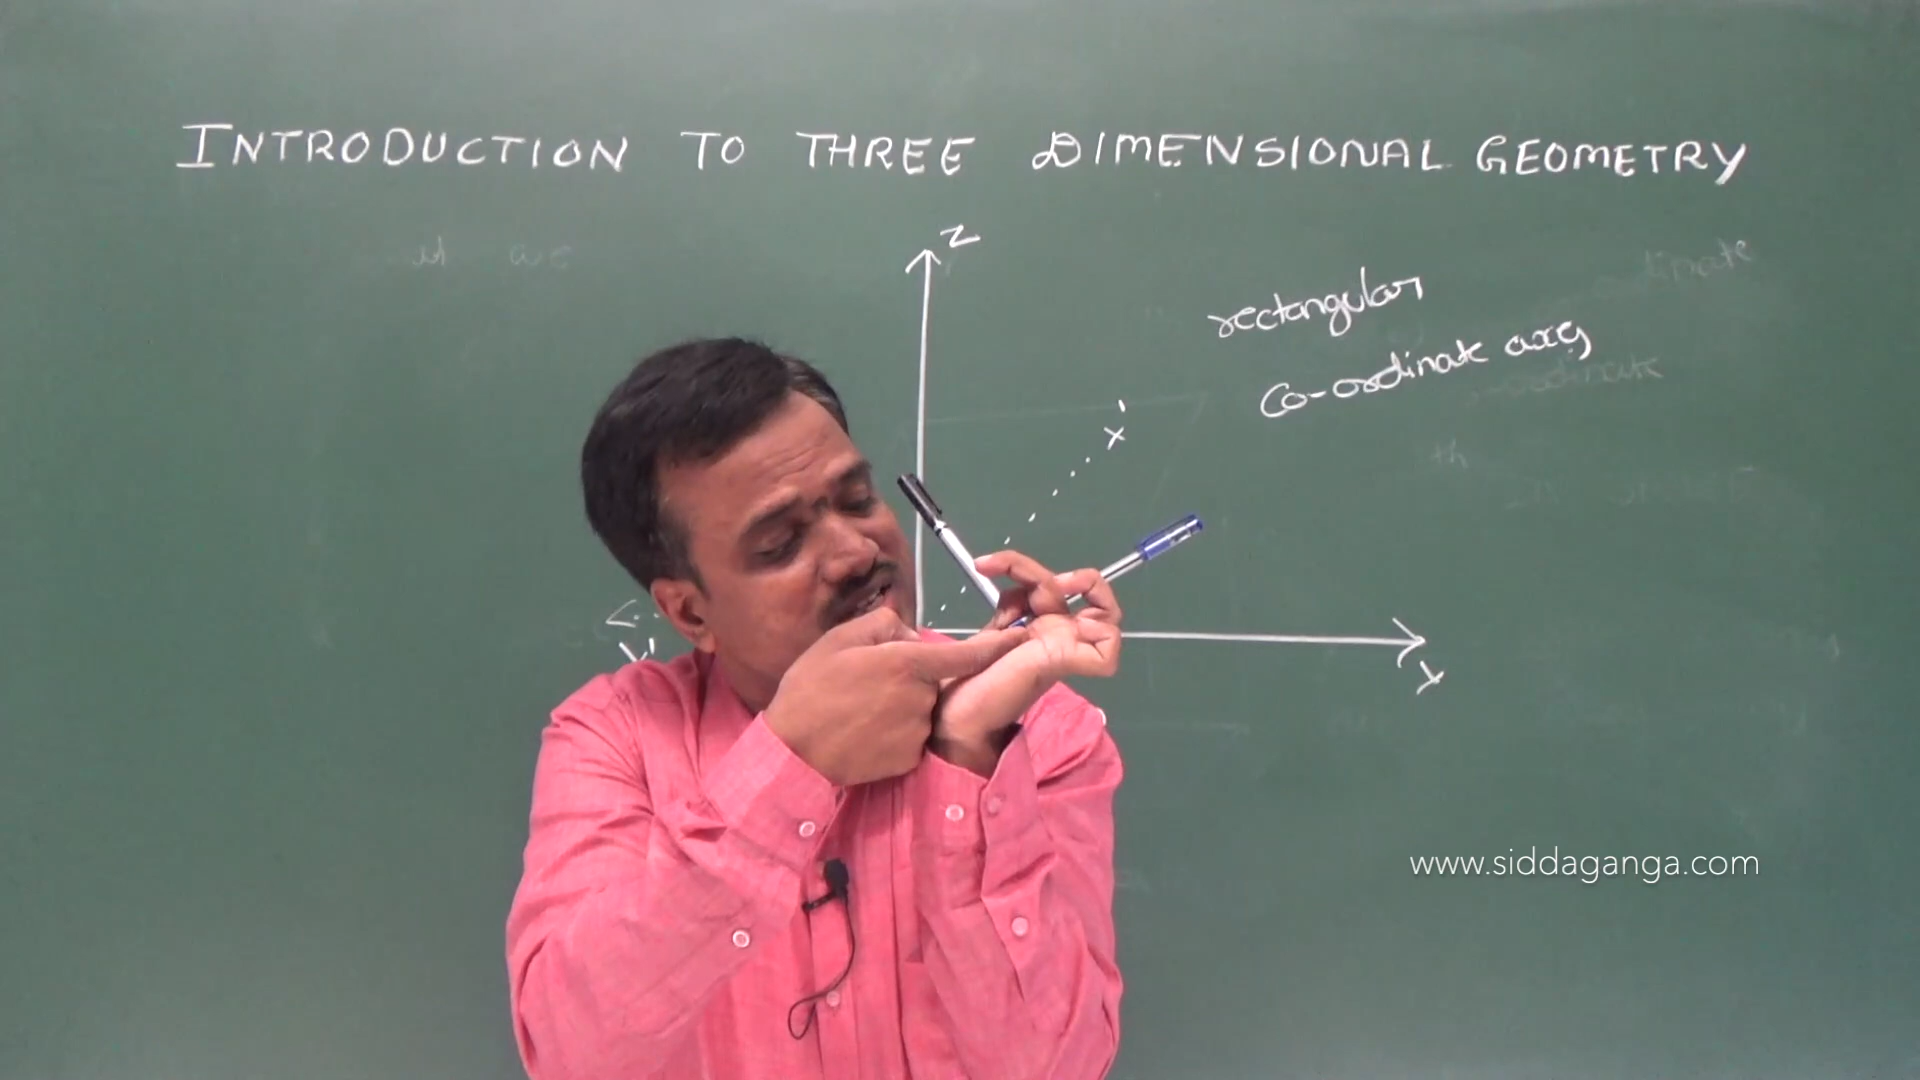 INTRODUCTION TO THREE DIMENSIONAL GEOMETRY
Z
rectangular
Co-ordinate axes
X'
Y'
Y
www.siddaganga.com